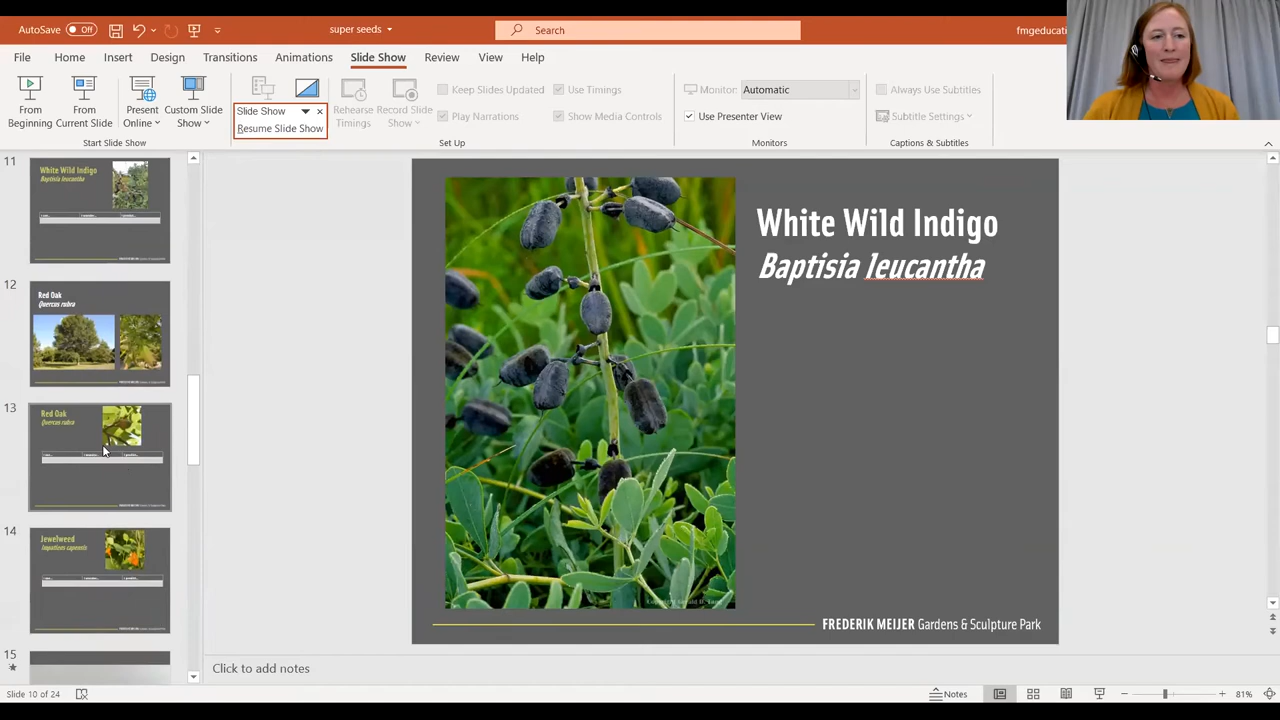 AutoSave Off
super seeds
Search
fmgeducati
File Home Insert Design Transitions Animations Slide Show Review View Help
From Beginning
From Current Slide
Present Online
Custom Slide Show
Start Slide Show
Slide Show
Resume Slide Show
Rehearse Timings
Record Slide Show
Keep Slides Updated
Play Narrations
Use Timings
Show Media Controls
Set Up
Monitor: Automatic
Use Presenter View
Monitors
Always Use Subtitles
Subtitle Settings
Captions & Subtitles
11
White Wild Indigo
Baptisia leucantha
12
Red Oak
Quercus rubra
13
Red Oak
Quercus rubra
14
Jewelweed
Impatiens capensis
15
White Wild Indigo
Baptisia leucantha
FREDERIK MEIJER Gardens & Sculpture Park
Click to add notes
Slide 10 of 24
Notes
81%